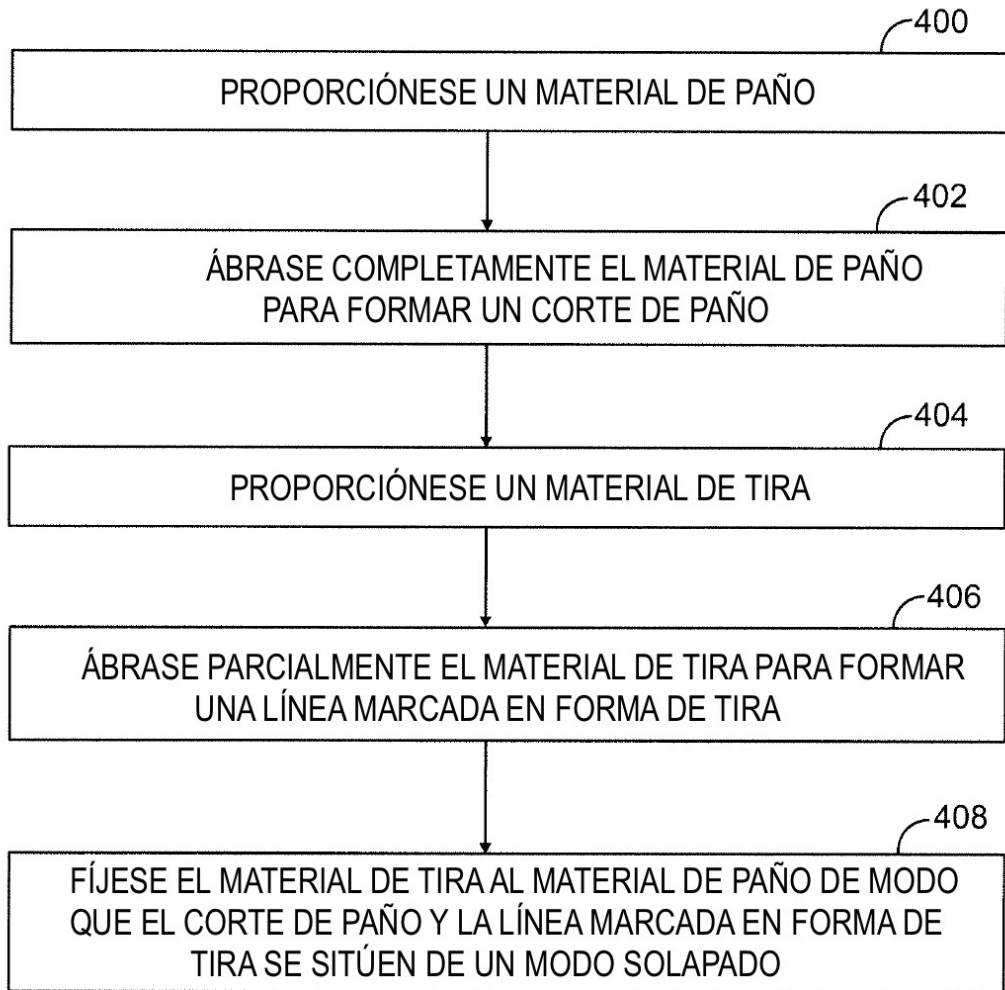 400
PROPORCIÓNESE UN MATERIAL DE PAÑO
402
ÁBRASE COMPLETAMENTE EL MATERIAL DE PAÑO
PARA FORMAR UN CORTE DE PAÑO
404
PROPORCIÓNESE UN MATERIAL DE TIRA
406
ÁBRASE PARCIALMENTE EL MATERIAL DE TIRA PARA FORMAR
UNA LÍNEA MARCADA EN FORMA DE TIRA
408
FÍJESE EL MATERIAL DE TIRA AL MATERIAL DE PAÑO DE MODO
QUE EL CORTE DE PAÑO Y LA LÍNEA MARCADA EN FORMA DE
TIRA SE SITÚEN DE UN MODO SOLAPADO